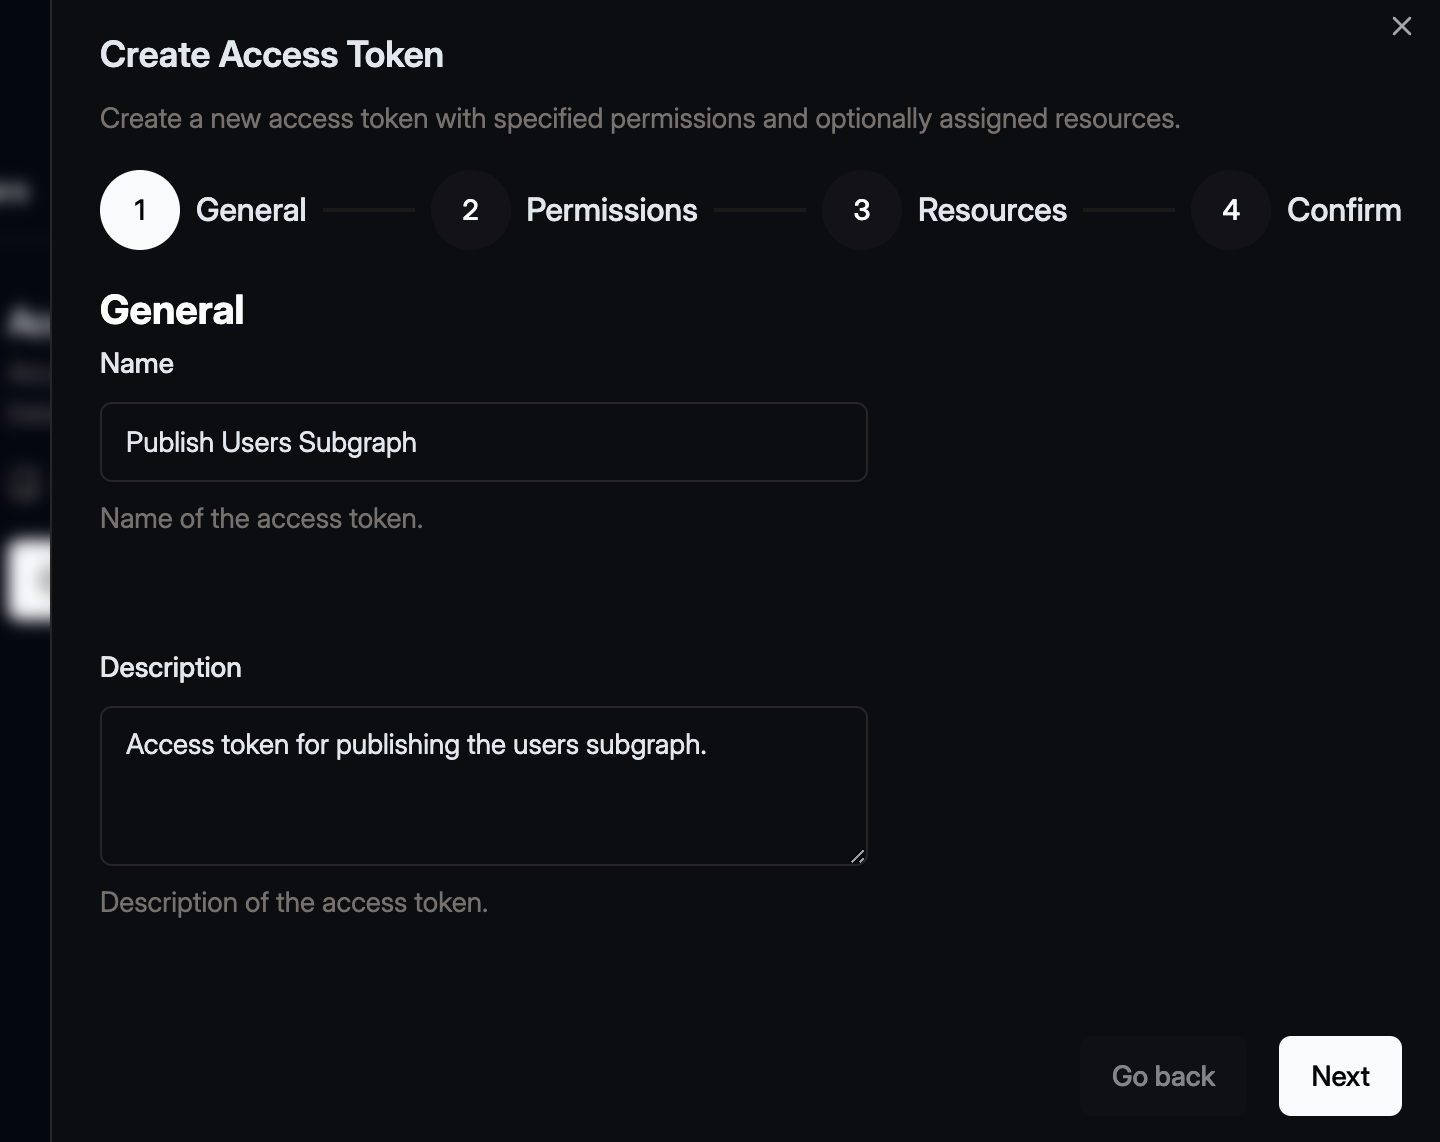 Create Access Token
Create a new access token with specified permissions and optionally assigned resources.
1 General 2 Permissions 3 Resources 4 Confirm
General
Name
Publish Users Subgraph
Name of the access token.
Description
Access token for publishing the users subgraph.
Description of the access token.
Go back Next